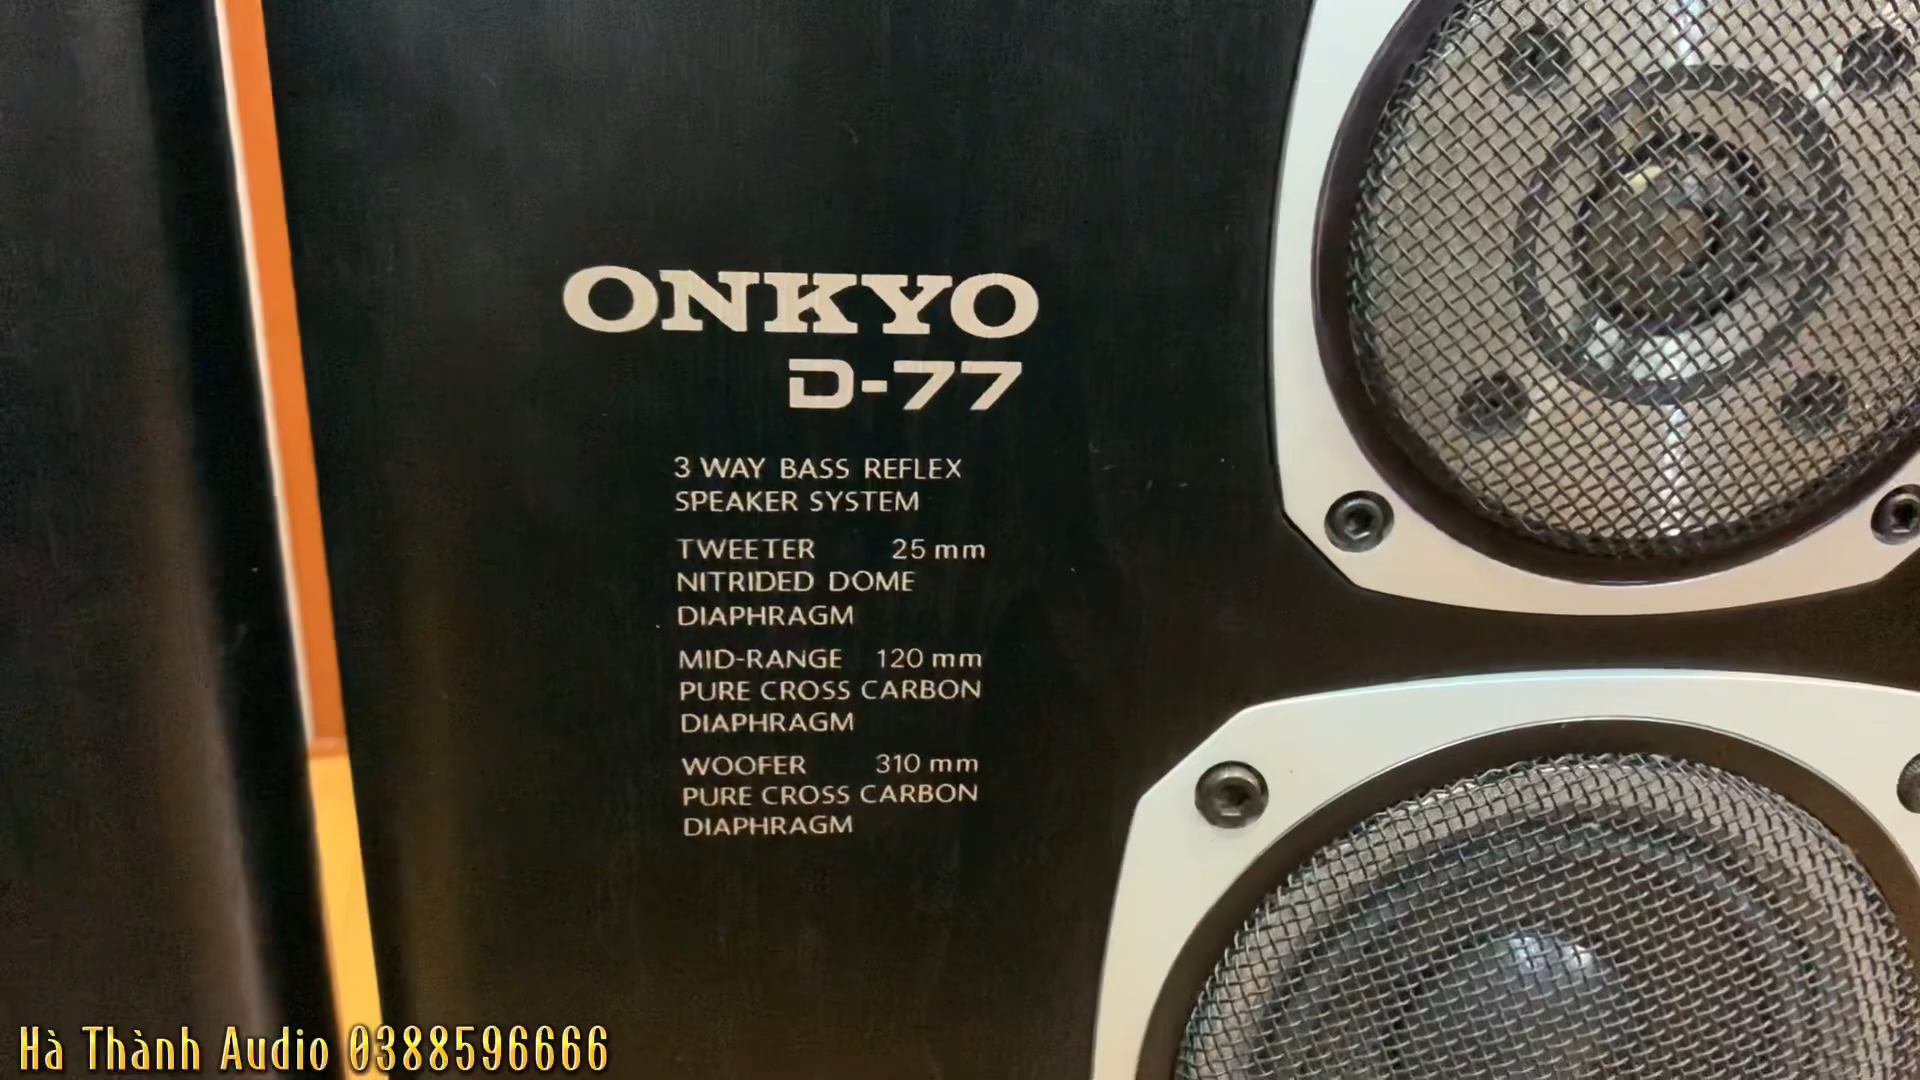 ONKYO
D-77
3 WAY BASS REFLEX
SPEAKER SYSTEM
TWEETER 25 mm
NITRIDED DOME
DIAPHRAGM
MID-RANGE 120 mm
PURE CROSS CARBON
DIAPHRAGM
WOOFER 310 mm
PURE CROSS CARBON
DIAPHRAGM
Hà Thành Audio 0388596666